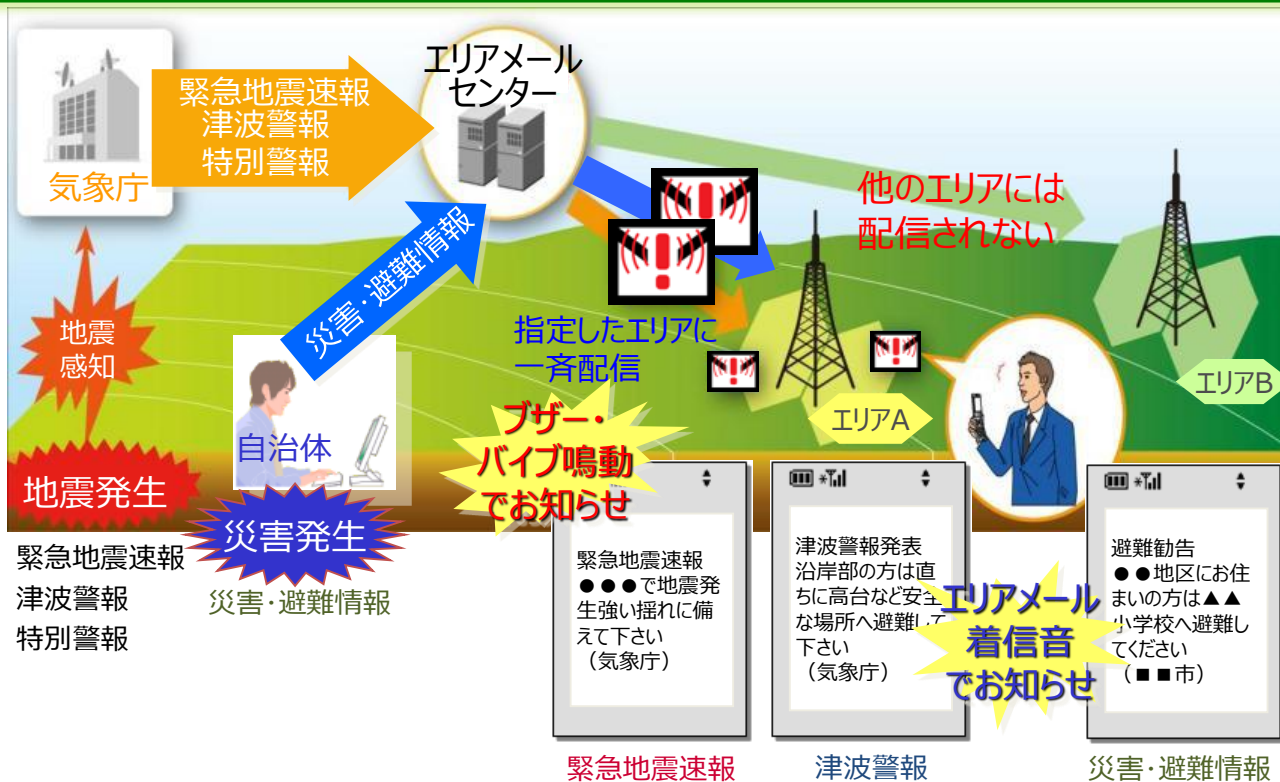 気象庁
緊急地震速報
津波警報
特別警報
エリアメール
センター
災害・避難情報
他のエリアには
配信されない
指定したエリアに
一斉配信
エリアA
エリアB
地震
感知
地震発生
自治体
災害発生
緊急地震速報
津波警報
特別警報
災害・避難情報
ブザー・
バイブ鳴動
でお知らせ
緊急地震速報
●●●で地震発
生強い揺れに備
えて下さい
（気象庁）
緊急地震速報
津波警報発表
沿岸部の方は直
ちに高台など安全
な場所へ避難して
下さい
（気象庁）
津波警報
エリアメール
着信音
でお知らせ
避難勧告
●●地区にお住
まいの方は▲▲
小学校へ避難し
てください
（■■市）
災害・避難情報